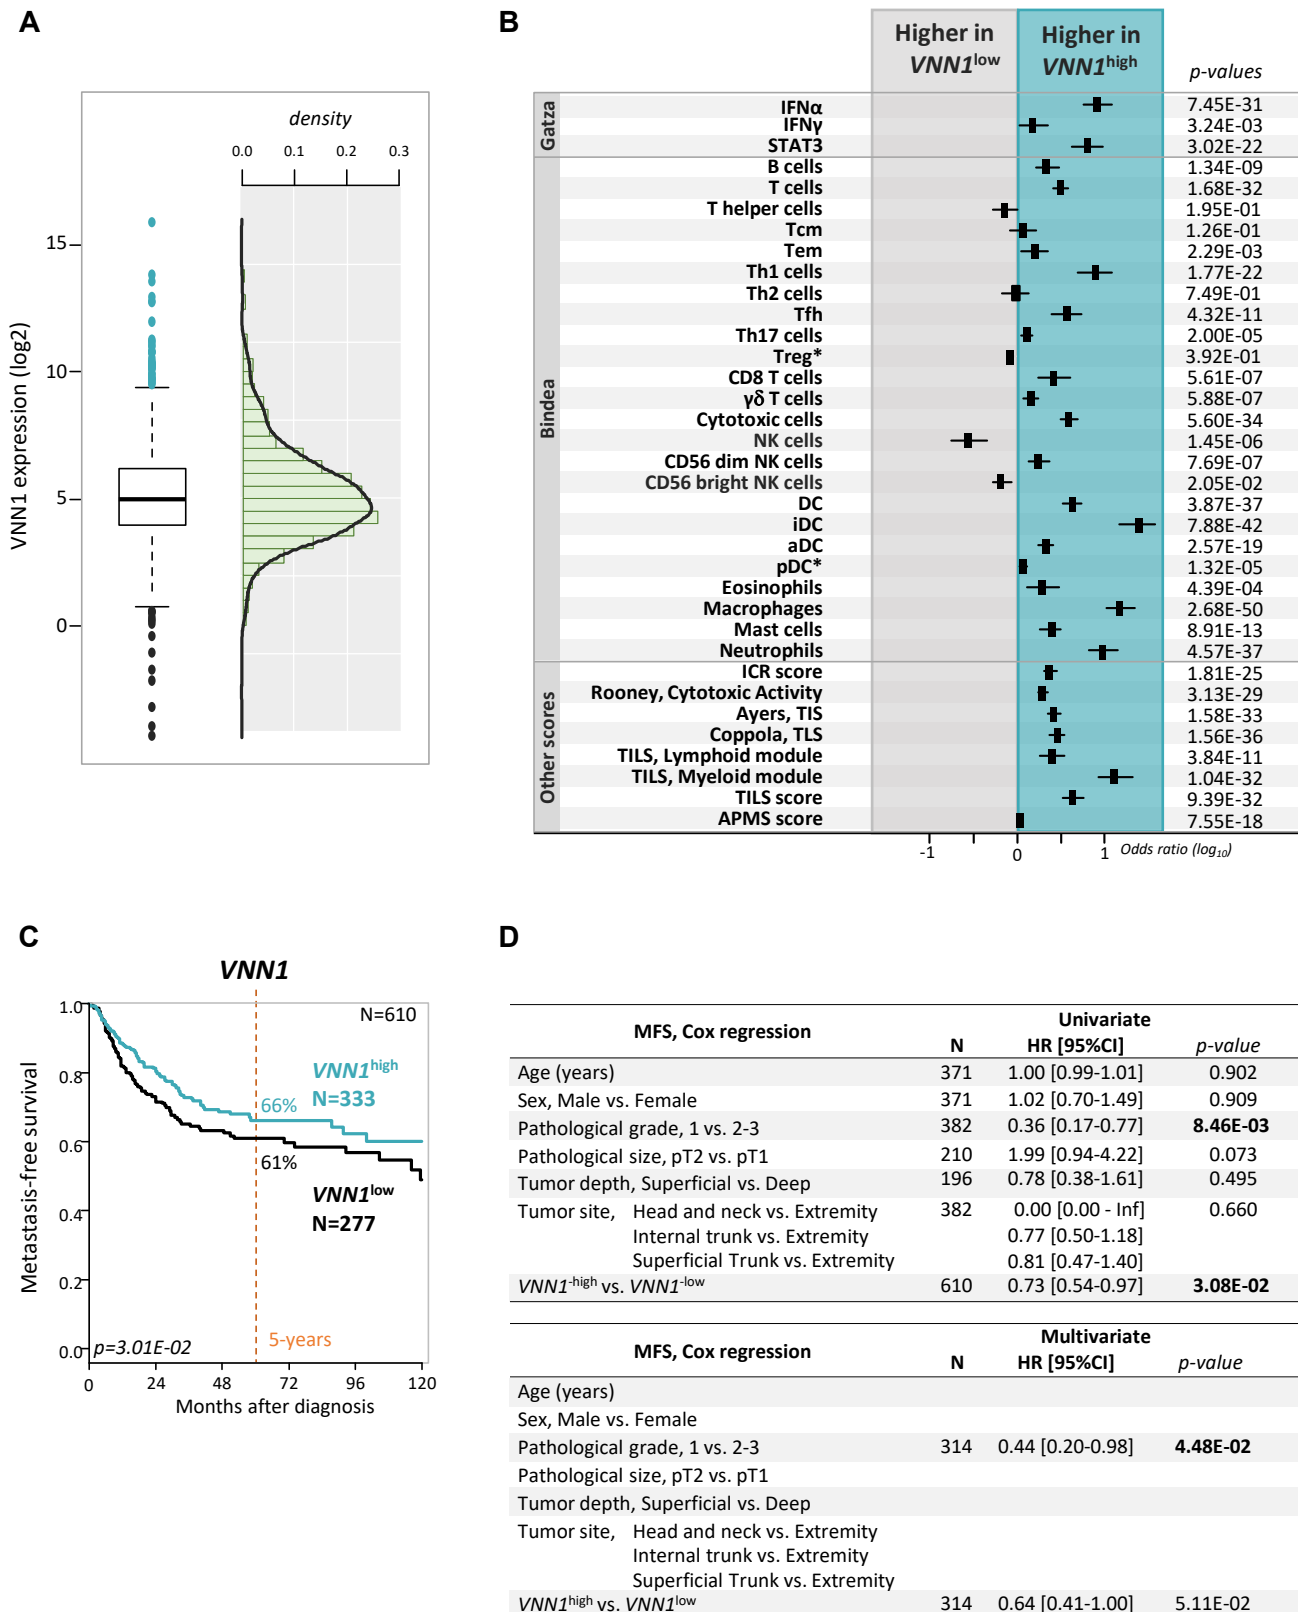 A
density
0.0 0.1 0.2 0.3
15
10
5
0
VNN1 expression (log2)
B
Higher in VNN1low
Higher in VNN1high
p-values
Gatza
IFNα 7.45E-31
IFNγ 3.24E-03
STAT3 3.02E-22
Bindea
B cells 1.34E-09
T cells 1.68E-32
T helper cells 1.95E-01
Tcm 1.26E-01
Tem 2.29E-03
Th1 cells 1.77E-22
Th2 cells 7.49E-01
Tfh 4.32E-11
Th17 cells 2.00E-05
Treg* 3.92E-01
CD8 T cells 5.61E-07
γδ T cells 5.88E-07
Cytotoxic cells 5.60E-34
NK cells 1.45E-06
CD56 dim NK cells 7.69E-07
CD56 bright NK cells 2.05E-02
DC 3.87E-37
iDC 7.88E-42
aDC 2.57E-19
pDC* 1.32E-05
Eosinophils 4.39E-04
Macrophages 2.68E-50
Mast cells 8.91E-13
Neutrophils 4.57E-37
Other scores
ICR score 1.81E-25
Rooney, Cytotoxic Activity 3.13E-29
Ayers, TIS 1.58E-33
Coppola, TLS 1.56E-36
TILS, Lymphoid module 3.84E-11
TILS, Myeloid module 1.04E-32
TILS score 9.39E-32
APMS score 7.55E-18
-1 0 1 Odds ratio (log10)
C
VNN1
N=610
VNN1high
N=333
66%
61%
VNN1low
N=277
5-years
p=3.01E-02
1.0
0.8
0.6
0.4
0.2
0.0
Metastasis-free survival
0 24 48 72 96 120
Months after diagnosis
D
Univariate
MFS, Cox regression N HR [95%CI] p-value
Age (years) 371 1.00 [0.99-1.01] 0.902
Sex, Male vs. Female 371 1.02 [0.70-1.49] 0.909
Pathological grade, 1 vs. 2-3 382 0.36 [0.17-0.77] 8.46E-03
Pathological size, pT2 vs. pT1 210 1.99 [0.94-4.22] 0.073
Tumor depth, Superficial vs. Deep 196 0.78 [0.38-1.61] 0.495
Tumor site, Head and neck vs. Extremity 382 0.00 [0.00 - Inf] 0.660
Internal trunk vs. Extremity 0.77 [0.50-1.18]
Superficial Trunk vs. Extremity 0.81 [0.47-1.40]
VNN1-high vs. VNN1-low 610 0.73 [0.54-0.97] 3.08E-02
Multivariate
MFS, Cox regression N HR [95%CI] p-value
Age (years)
Sex, Male vs. Female
Pathological grade, 1 vs. 2-3 314 0.44 [0.20-0.98] 4.48E-02
Pathological size, pT2 vs. pT1
Tumor depth, Superficial vs. Deep
Tumor site, Head and neck vs. Extremity
Internal trunk vs. Extremity
Superficial Trunk vs. Extremity
VNN1high vs. VNN1low 314 0.64 [0.41-1.00] 5.11E-02